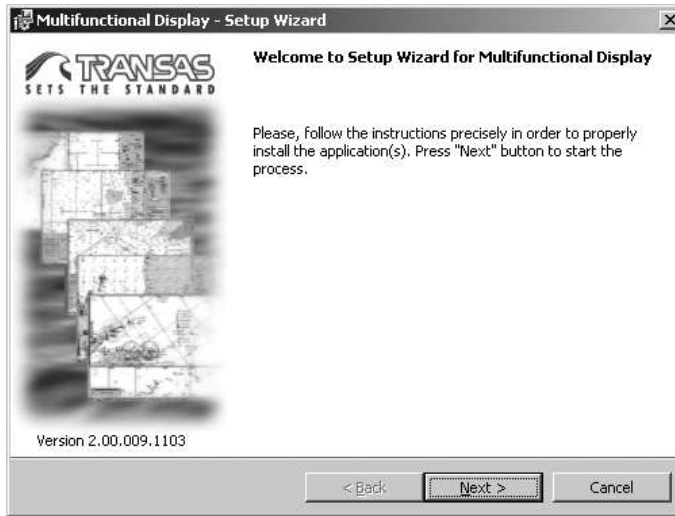 Multifunctional Display - Setup Wizard
TRANSAS
SETS THE STANDARD
Welcome to Setup Wizard for Multifunctional Display
Please, follow the instructions precisely in order to properly
install the application(s). Press "Next" button to start the
process.
Version 2.00.009.1103
< Back
Next >
Cancel